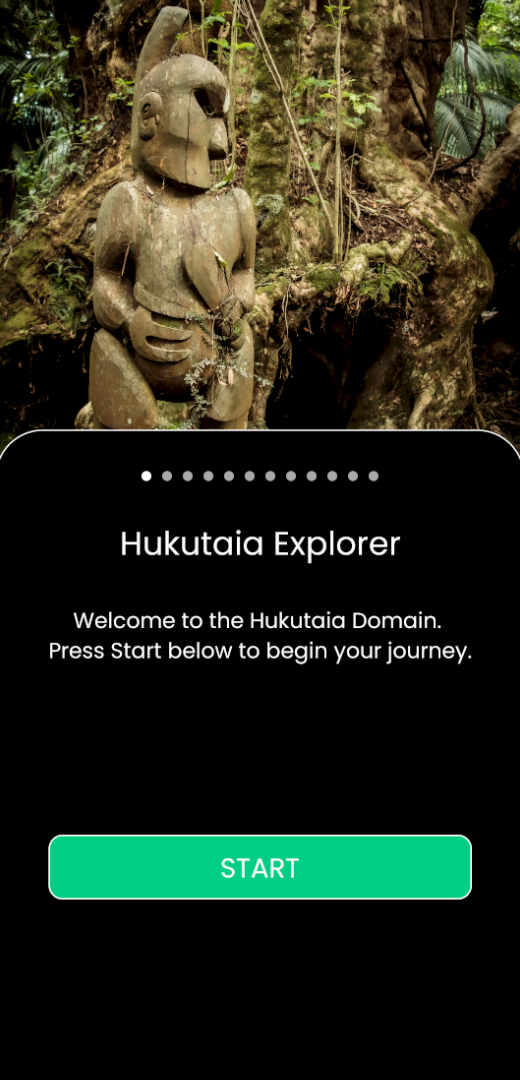 Hukutaia Explorer
Welcome to the Hukutaia Domain.
Press Start below to begin your journey.
START